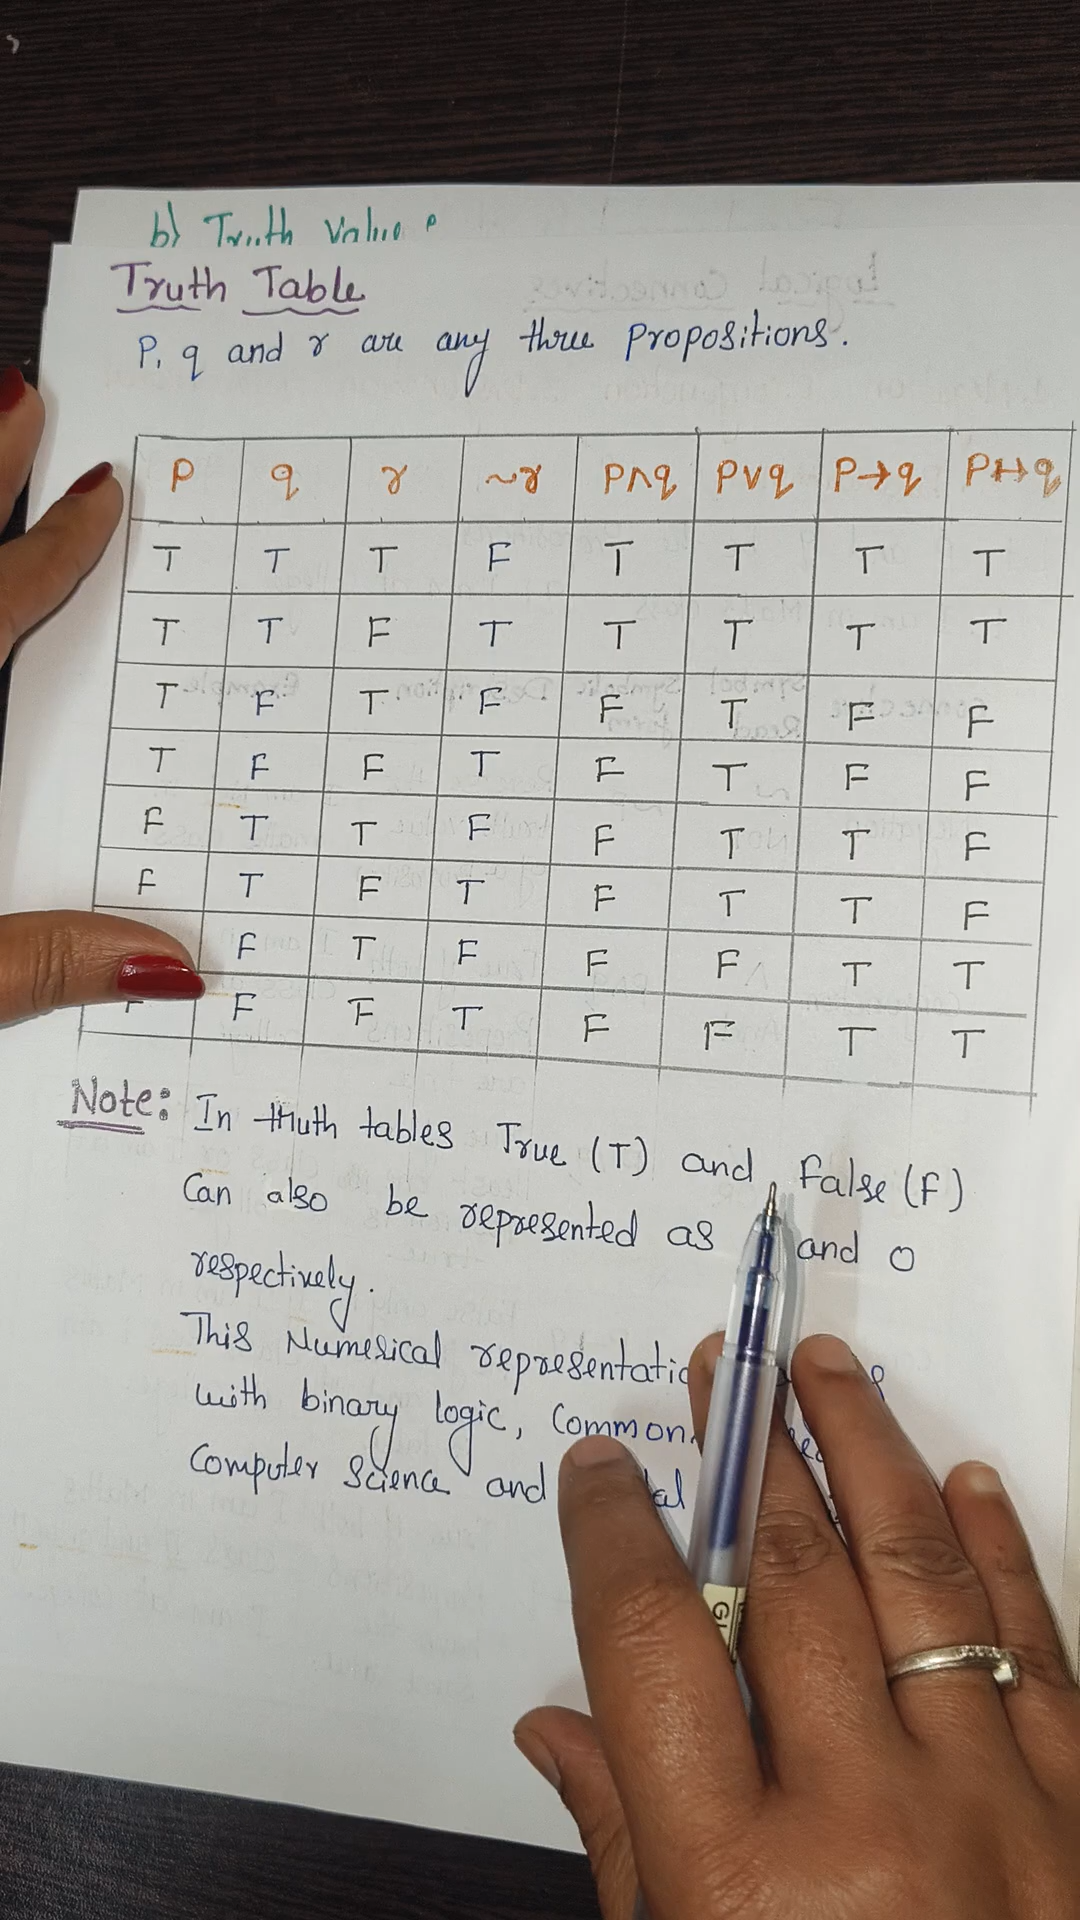 b) Truth Value
Truth Table
P, q and r are any three Propositions.
P q r ~r P∧q P∨q P→q P↔q
T T T F T T T T
T T F T T T T T
T F T F F T F F
T F F T F T F F
F T T F F T T F
F T F T F T T F
F T F F F T T
F F F T F F T T
Note: In truth tables True (T) and False (F)
Can also be represented as and 0
respectively.
This Numerical representatio
with binary logic, Common
Computer Science and